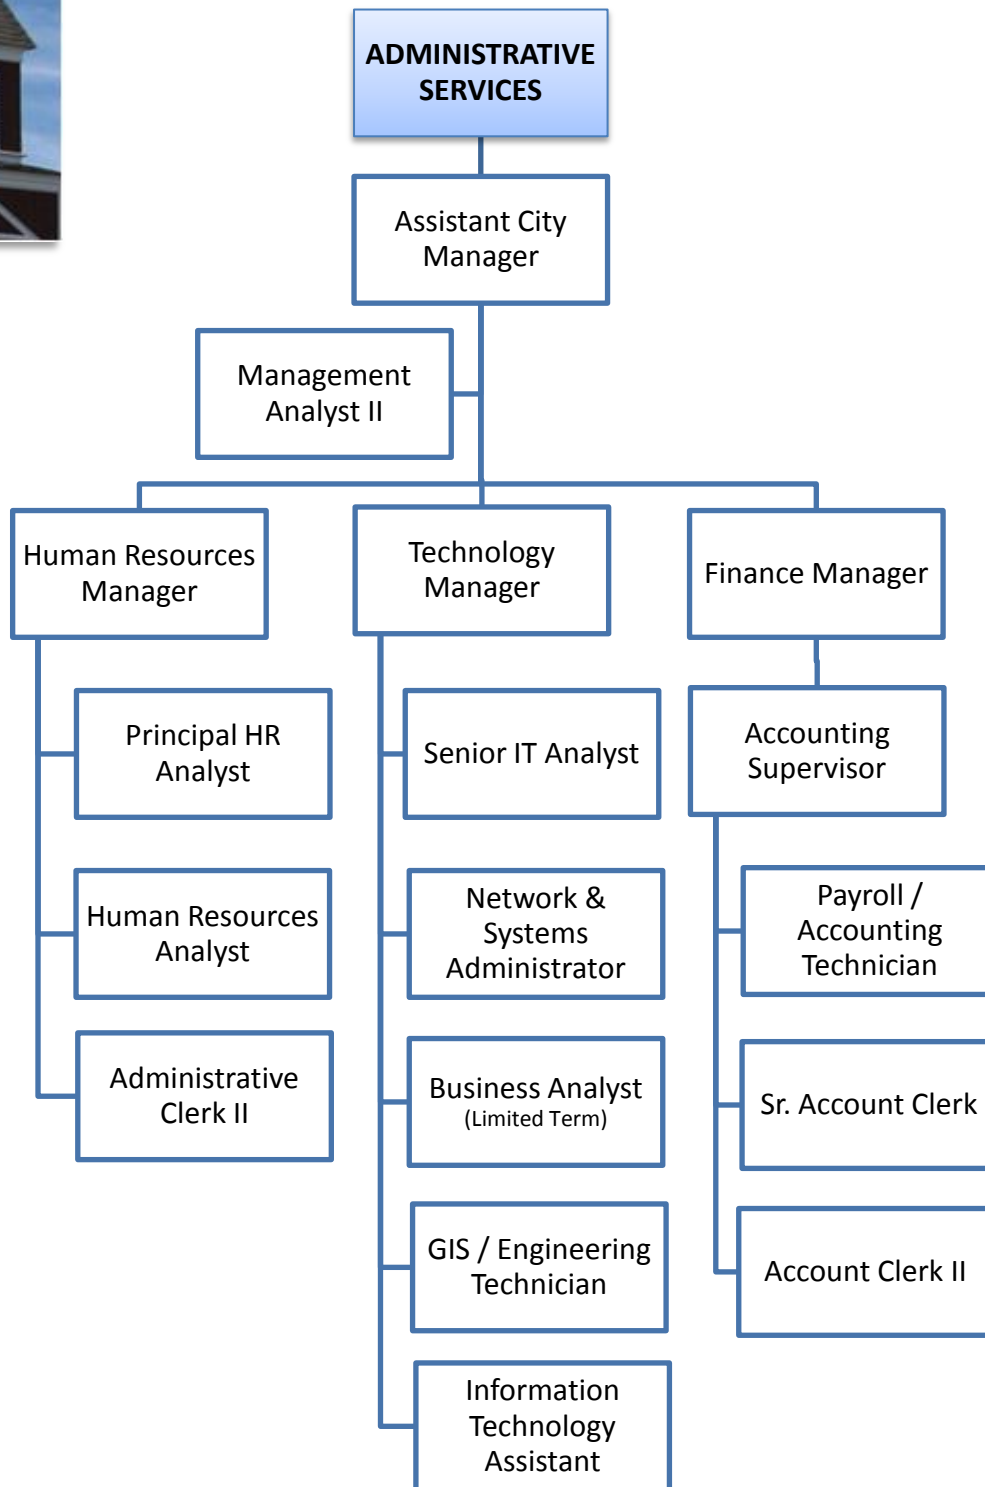 ADMINISTRATIVE
SERVICES
Assistant City
Manager
Management
Analyst II
Human Resources
Manager
Technology
Manager
Finance Manager
Principal HR
Analyst
Senior IT Analyst
Accounting
Supervisor
Human Resources
Analyst
Network &
Systems
Administrator
Payroll /
Accounting
Technician
Administrative
Clerk II
Business Analyst
(Limited Term)
Sr. Account Clerk
GIS / Engineering
Technician
Account Clerk II
Information
Technology
Assistant